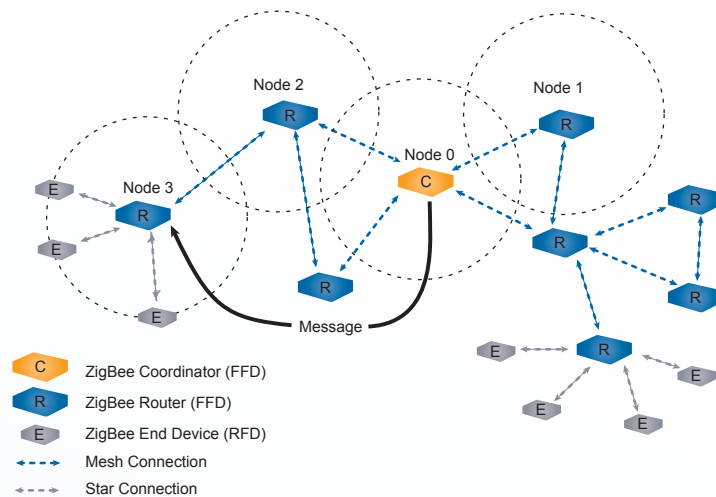 Node 2
Node 1
R
R
Node 0
C
Node 3
E
R
R
E
R
R
R
E
Message
R
E
E
E
E
C ZigBee Coordinator (FFD)
R ZigBee Router (FFD)
E ZigBee End Device (RFD)
Mesh Connection
Star Connection